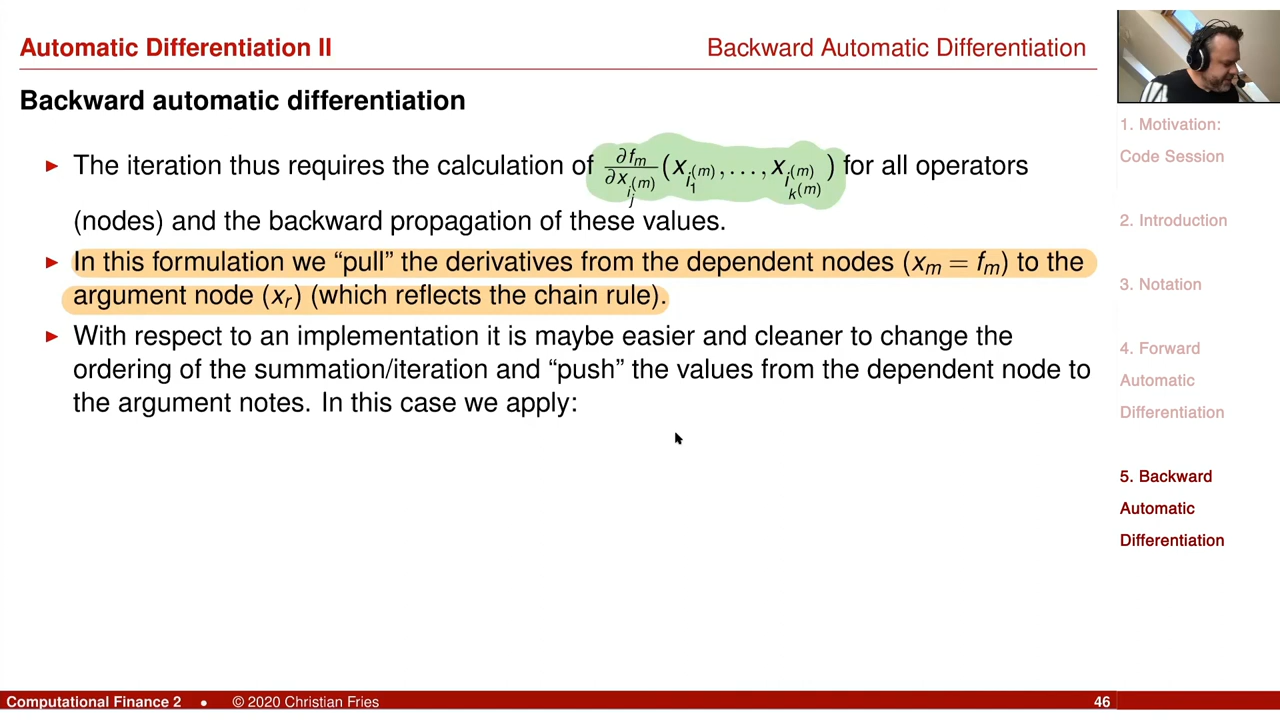 Automatic Differentiation II
Backward Automatic Differentiation
Backward automatic differentiation
▶ The iteration thus requires the calculation of ∂f_m/∂x_{i_j^{(m)}} (x_{i_1^{(m)}}, . . . , x_{i_{k^{(m)}}^{(m)}}) for all operators
(nodes) and the backward propagation of these values.
▶ In this formulation we “pull” the derivatives from the dependent nodes (x_m = f_m) to the
argument node (x_r) (which reflects the chain rule).
▶ With respect to an implementation it is maybe easier and cleaner to change the
ordering of the summation/iteration and “push” the values from the dependent node to
the argument notes. In this case we apply:
1. Motivation:
Code Session
2. Introduction
3. Notation
4. Forward
Automatic
Differentiation
5. Backward
Automatic
Differentiation
Computational Finance 2 • © 2020 Christian Fries
46